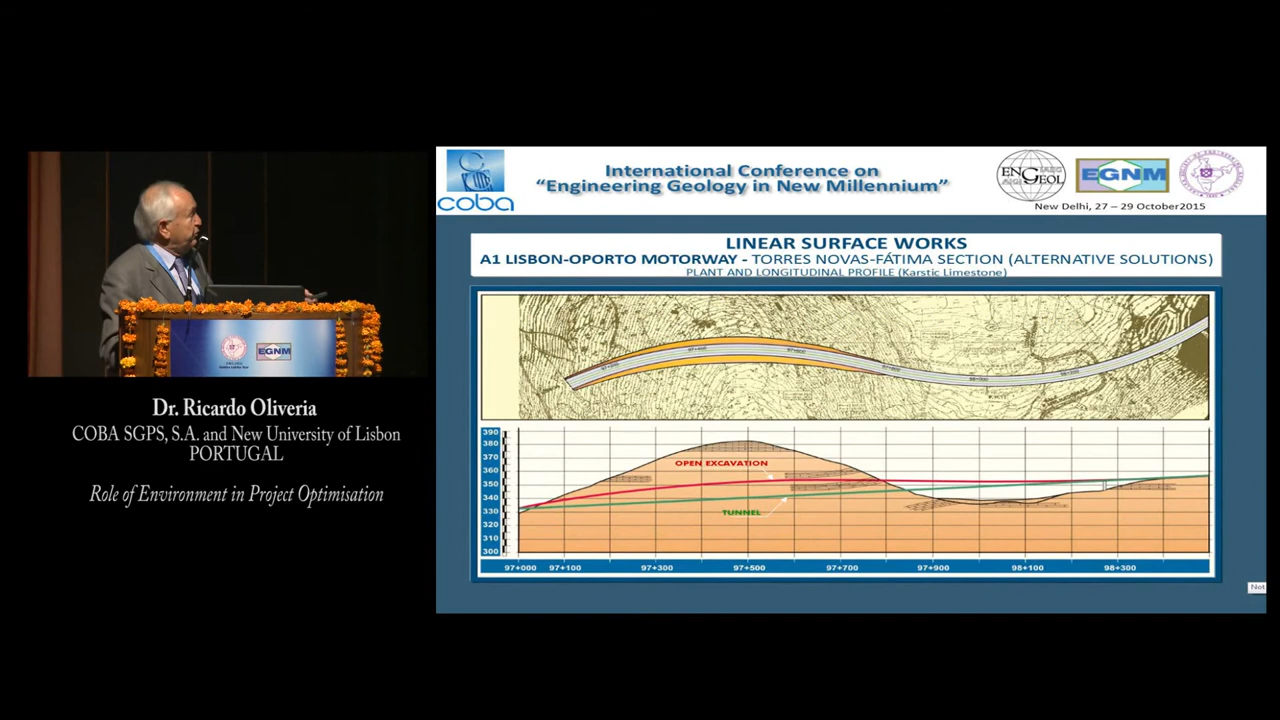 coba
International Conference on
“Engineering Geology in New Millennium”
ENGEOL
EGNM
New Delhi, 27 – 29 October2015
LINEAR SURFACE WORKS
A1 LISBON-OPORTO MOTORWAY - TORRES NOVAS-FÁTIMA SECTION (ALTERNATIVE SOLUTIONS)
PLANT AND LONGITUDINAL PROFILE (Karstic Limestone)
390
380
370
360
350
340
330
320
310
300
OPEN EXCAVATION
TUNNEL
97+000 97+100 97+300 97+500 97+700 97+900 98+100 98+300
Not
EGNM
Dr. Ricardo Oliveria
COBA SGPS, S.A. and New University of Lisbon
PORTUGAL
Role of Environment in Project Optimisation